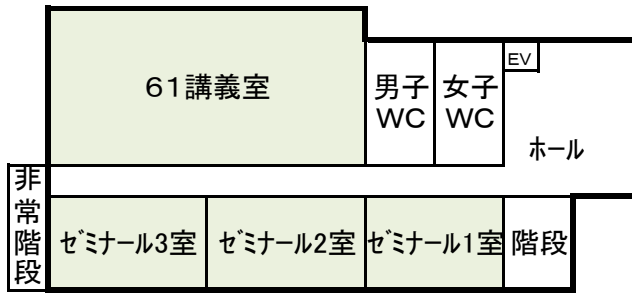 61講義室
男子
WC
女子
WC
EV
ホール
非
常
階
段
ゼミナール3室
ゼミナール2室
ゼミナール1室
階段